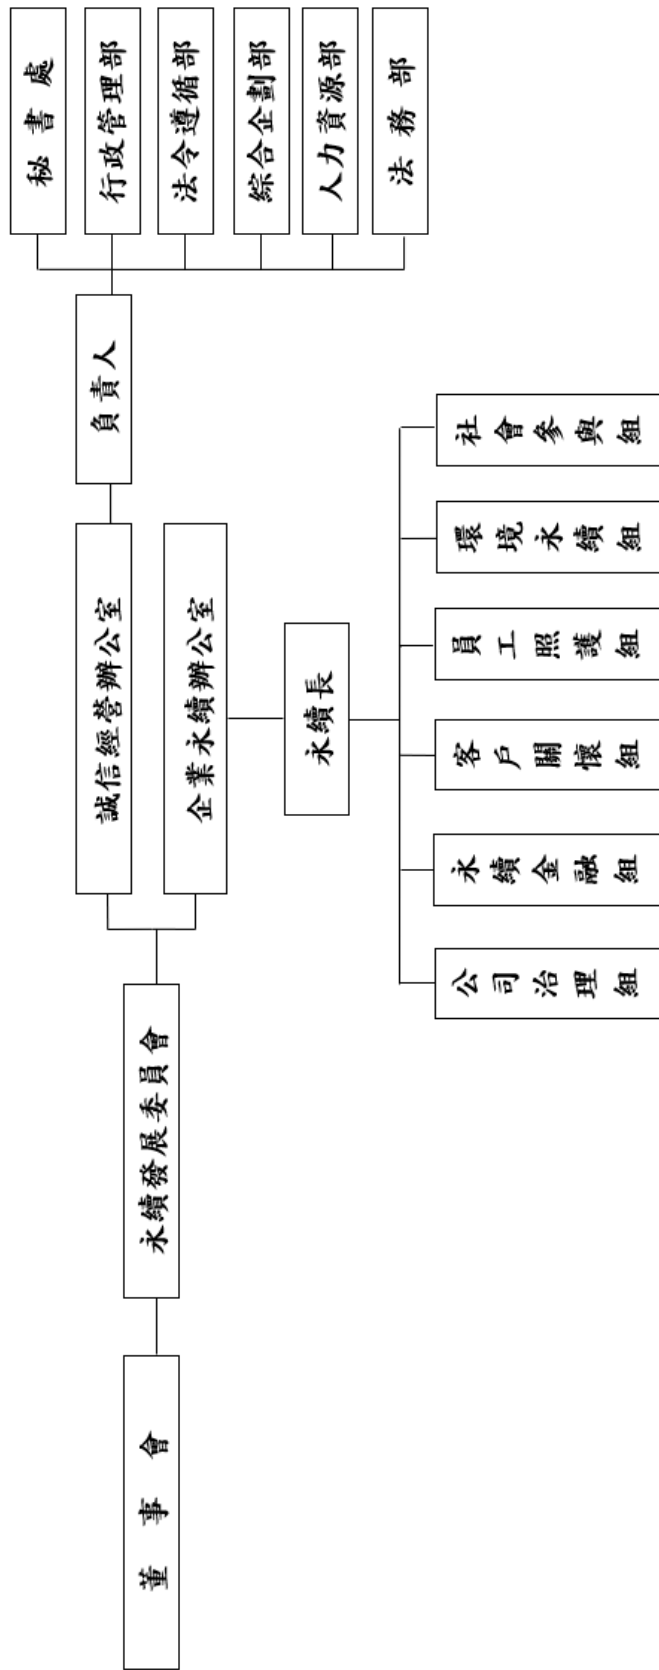 董事會
永續發展委員會
誠信經營辦公室
企業永續辦公室
負責人
秘書處
行政管理部
法令遵循部
綜合企劃部
人力資源部
法務部
永續長
公司治理組
永續金融組
客戶關懷組
員工照護組
環境永續組
社會參與組